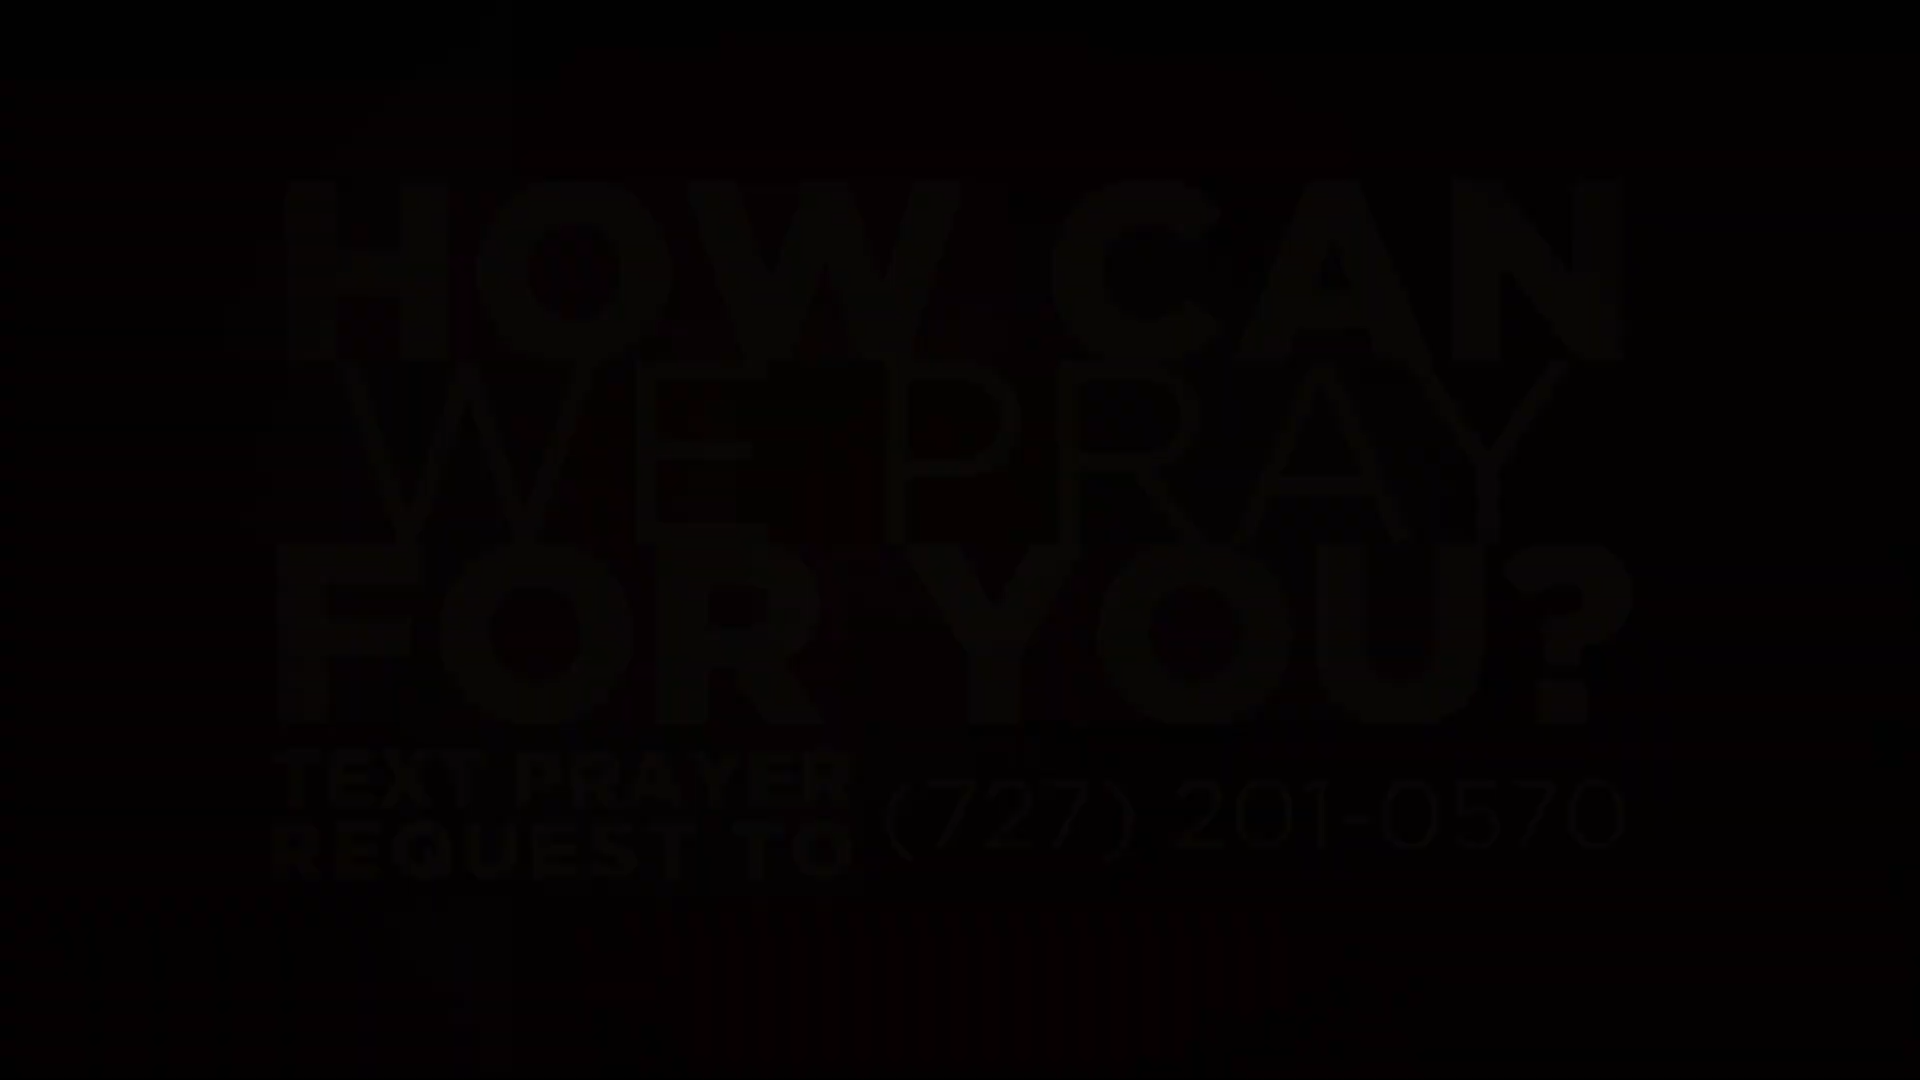 HOW CAN
WE PRAY
FOR YOU?
TEXT PRAYER
REQUEST TO
(727) 201-0570